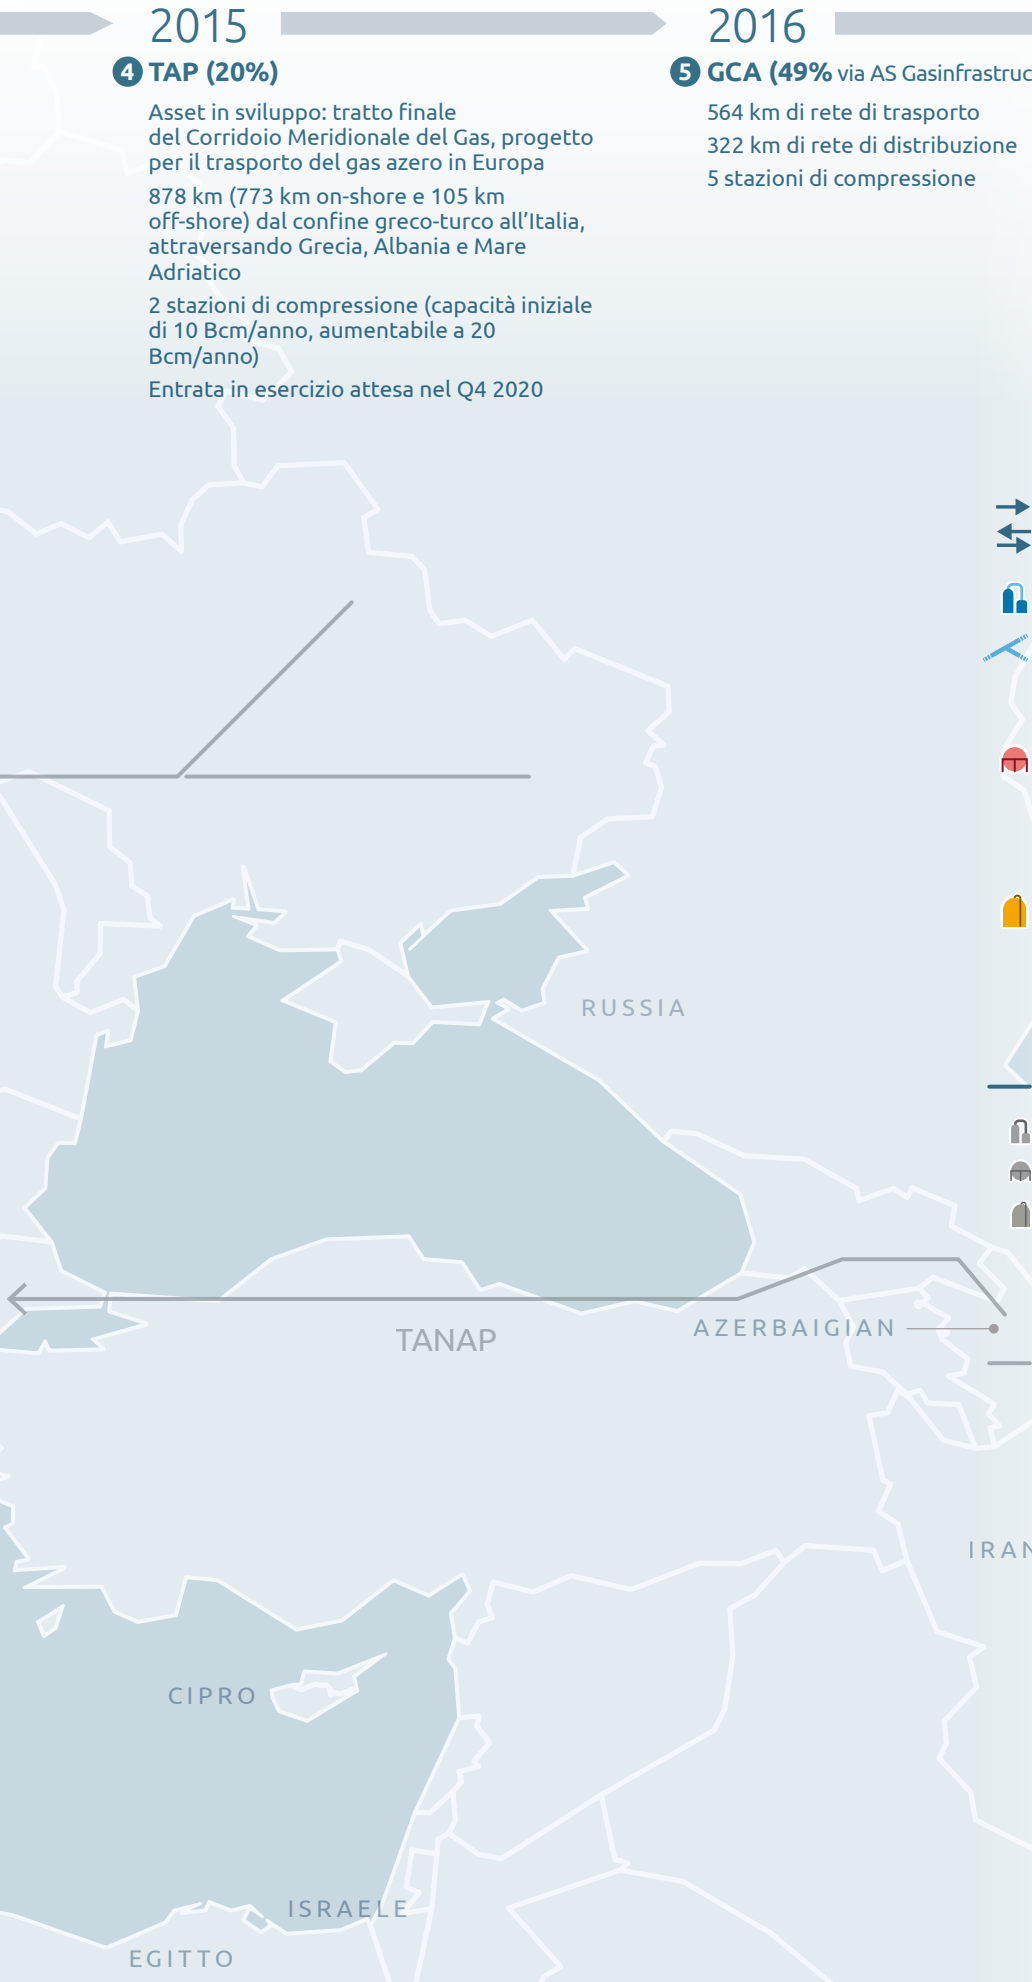 2015
4 TAP (20%)
Asset in sviluppo: tratto finale
del Corridoio Meridionale del Gas, progetto
per il trasporto del gas azero in Europa
878 km (773 km on-shore e 105 km
off-shore) dal confine greco-turco all'Italia,
attraversando Grecia, Albania e Mare
Adriatico
2 stazioni di compressione (capacità iniziale
di 10 Bcm/anno, aumentabile a 20
Bcm/anno)
Entrata in esercizio attesa nel Q4 2020
2016
5 GCA (49% via AS Gasinfrastruc
564 km di rete di trasporto
322 km di rete di distribuzione
5 stazioni di compressione
RUSSIA
TANAP
AZERBAIGIAN
IRAN
CIPRO
ISRAELE
EGITTO